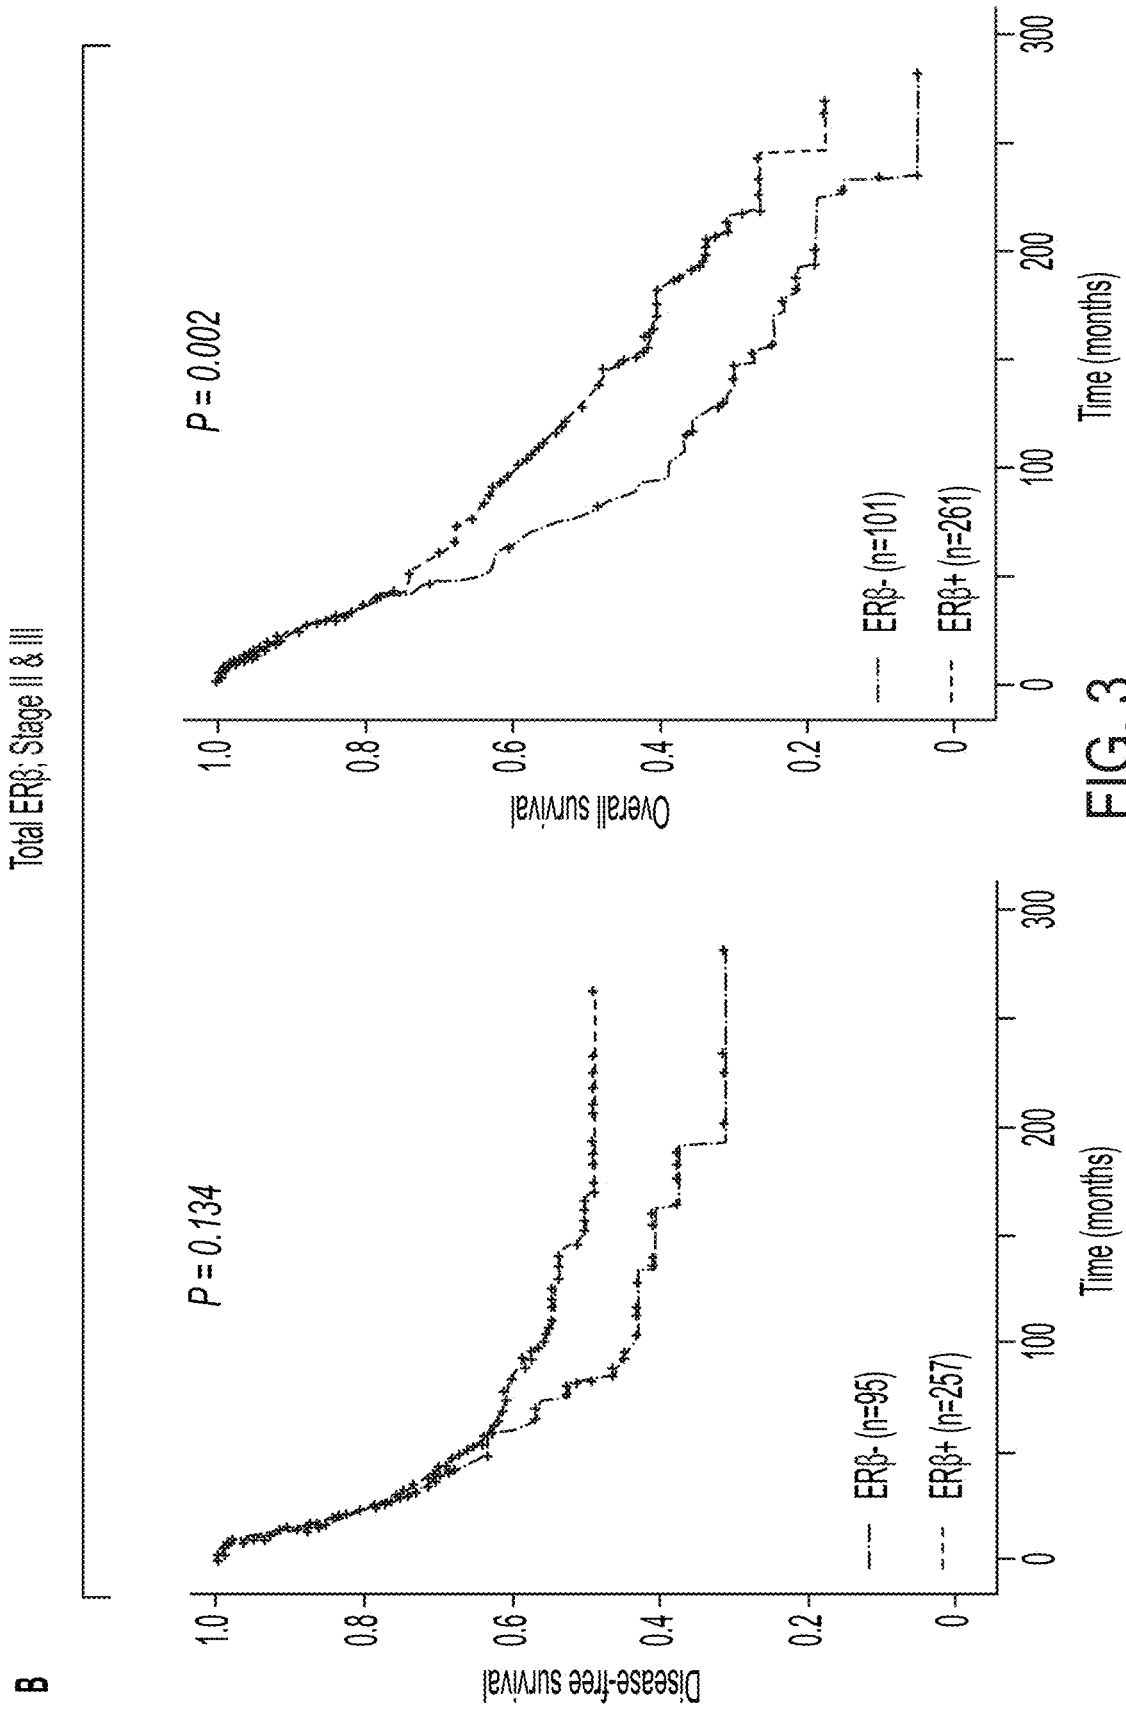 B
Total ERβ; Stage II & III
P = 0.134
Disease-free survival
1.0
0.8
0.6
0.4
0.2
0
ERβ- (n=95)
ERβ+ (n=257)
0 100 200 300
Time (months)
P = 0.002
Overall survival
1.0
0.8
0.6
0.4
0.2
0
ERβ- (n=101)
ERβ+ (n=261)
0 100 200 300
Time (months)
FIG. 3